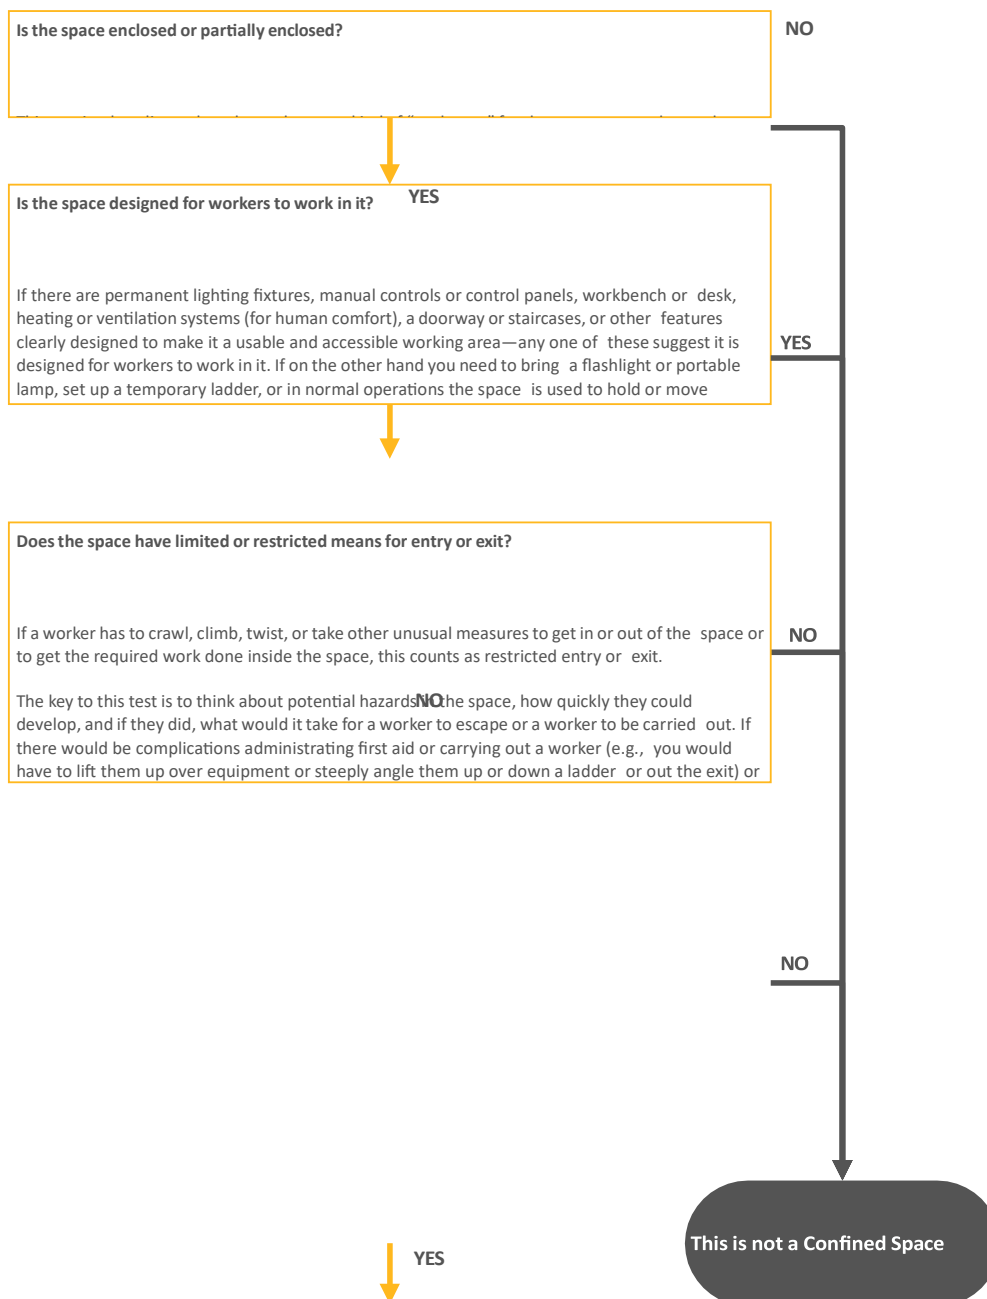 Is the space enclosed or partially enclosed?
NO
YES
Is the space designed for workers to work in it?
If there are permanent lighting fixtures, manual controls or control panels, workbench or desk,
heating or ventilation systems (for human comfort), a doorway or staircases, or other features
clearly designed to make it a usable and accessible working area—any one of these suggest it is
designed for workers to work in it. If on the other hand you need to bring a flashlight or portable
lamp, set up a temporary ladder, or in normal operations the space is used to hold or move
YES
Does the space have limited or restricted means for entry or exit?
If a worker has to crawl, climb, twist, or take other unusual measures to get in or out of the space or
to get the required work done inside the space, this counts as restricted entry or exit.
NO
The key to this test is to think about potential hazards in the space, how quickly they could
NO
develop, and if they did, what would it take for a worker to escape or a worker to be carried out. If
there would be complications administrating first aid or carrying out a worker (e.g., you would
have to lift them up over equipment or steeply angle them up or down a ladder or out the exit) or
NO
This is not a Confined Space
YES